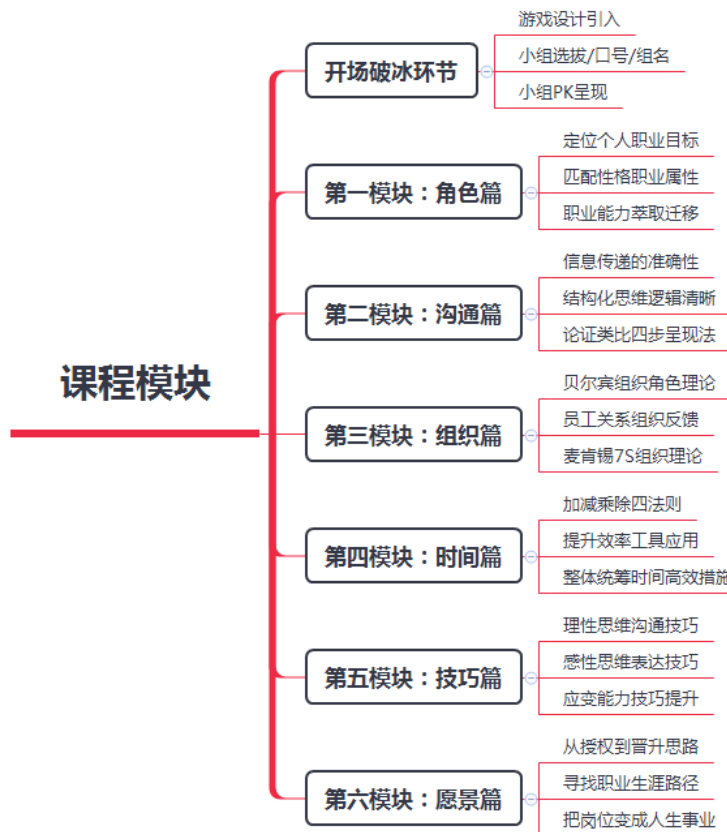 课程模块
开场破冰环节
游戏设计引入
小组选拔/口号/组名
小组PK呈现
第一模块：角色篇
定位个人职业目标
匹配性格职业属性
职业能力萃取迁移
第二模块：沟通篇
信息传递的准确性
结构化思维逻辑清晰
论证类比四步呈现法
第三模块：组织篇
贝尔宾组织角色理论
员工关系组织反馈
麦肯锡7S组织理论
第四模块：时间篇
加减乘除四法则
提升效率工具应用
整体统筹时间高效措施
第五模块：技巧篇
理性思维沟通技巧
感性思维表达技巧
应变能力技巧提升
第六模块：愿景篇
从授权到晋升思路
寻找职业生涯路径
把岗位变成人生事业